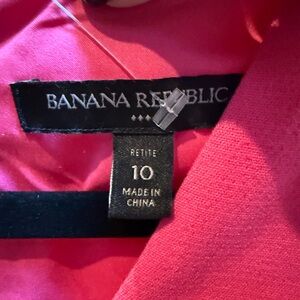 BANANA REPUBLIC
PETITE
10
MADE IN
CHINA